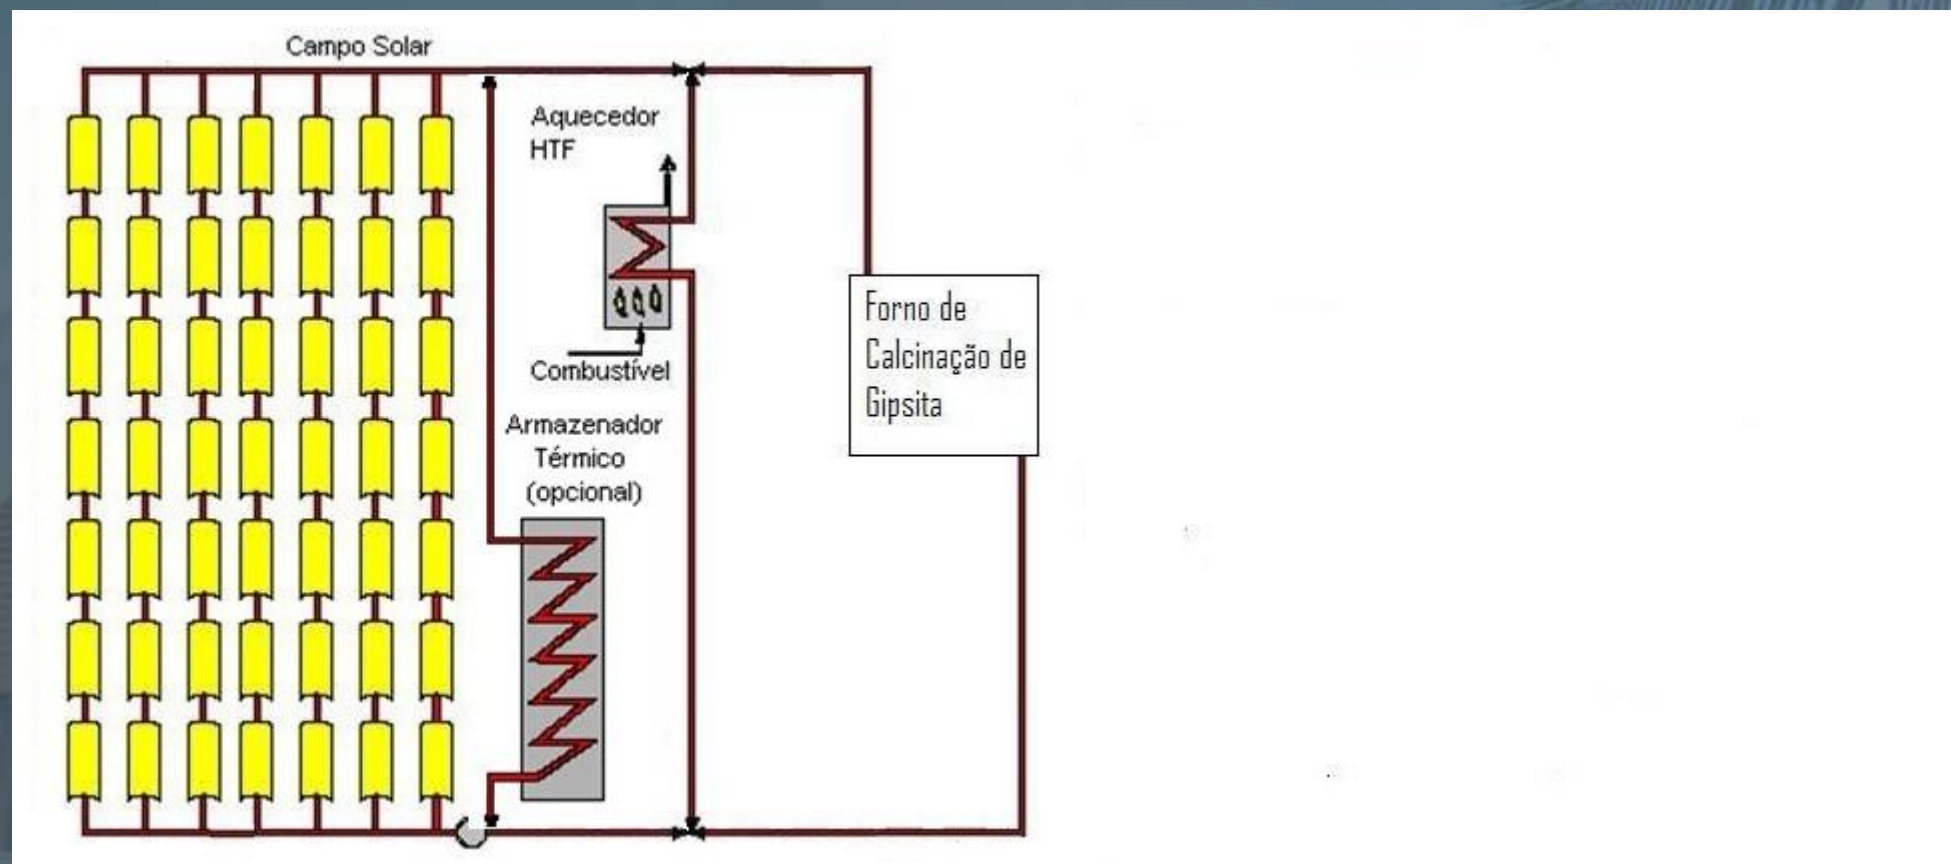 Campo Solar
Aquecedor
HTF
Combustível
Armazenador
Térmico
(opcional)
Forno de
Calcinação de
Gipsita